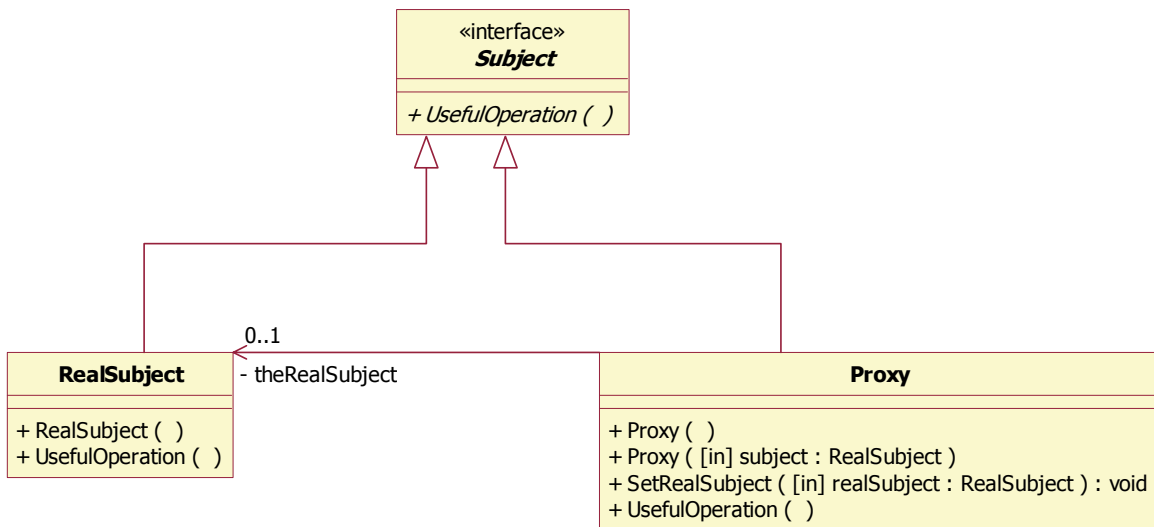 «interface»
Subject
+ UsefulOperation ( )
0..1
- theRealSubject
RealSubject
+ RealSubject ( )
+ UsefulOperation ( )
Proxy
+ Proxy ( )
+ Proxy ( [in] subject : RealSubject )
+ SetRealSubject ( [in] realSubject : RealSubject ) : void
+ UsefulOperation ( )